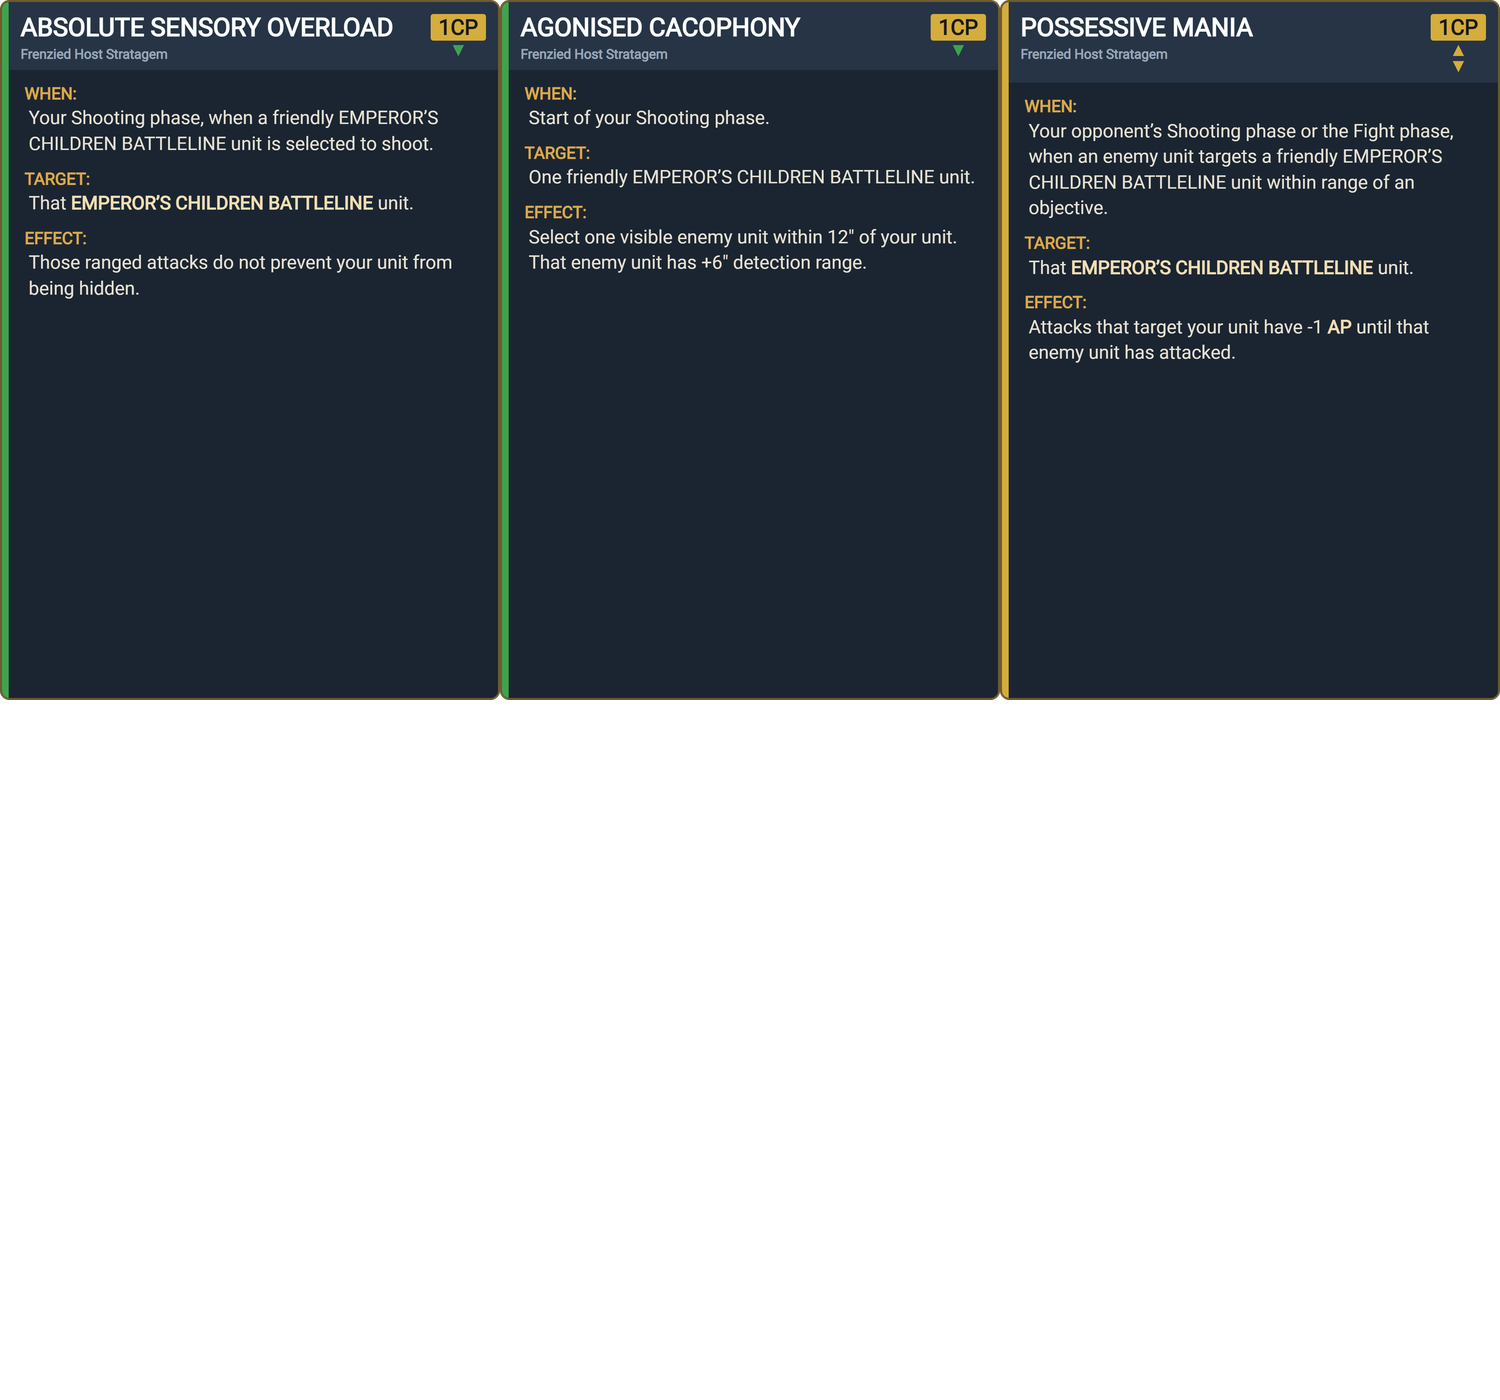 ABSOLUTE SENSORY OVERLOAD
1CP
Frenzied Host Stratagem
WHEN:
Your Shooting phase, when a friendly EMPEROR’S
CHILDREN BATTLELINE unit is selected to shoot.
TARGET:
That EMPEROR’S CHILDREN BATTLELINE unit.
EFFECT:
Those ranged attacks do not prevent your unit from
being hidden.
AGONISED CACOPHONY
1CP
Frenzied Host Stratagem
WHEN:
Start of your Shooting phase.
TARGET:
One friendly EMPEROR’S CHILDREN BATTLELINE unit.
EFFECT:
Select one visible enemy unit within 12" of your unit.
That enemy unit has +6" detection range.
POSSESSIVE MANIA
1CP
Frenzied Host Stratagem
WHEN:
Your opponent’s Shooting phase or the Fight phase,
when an enemy unit targets a friendly EMPEROR’S
CHILDREN BATTLELINE unit within range of an
objective.
TARGET:
That EMPEROR’S CHILDREN BATTLELINE unit.
EFFECT:
Attacks that target your unit have -1 AP until that
enemy unit has attacked.